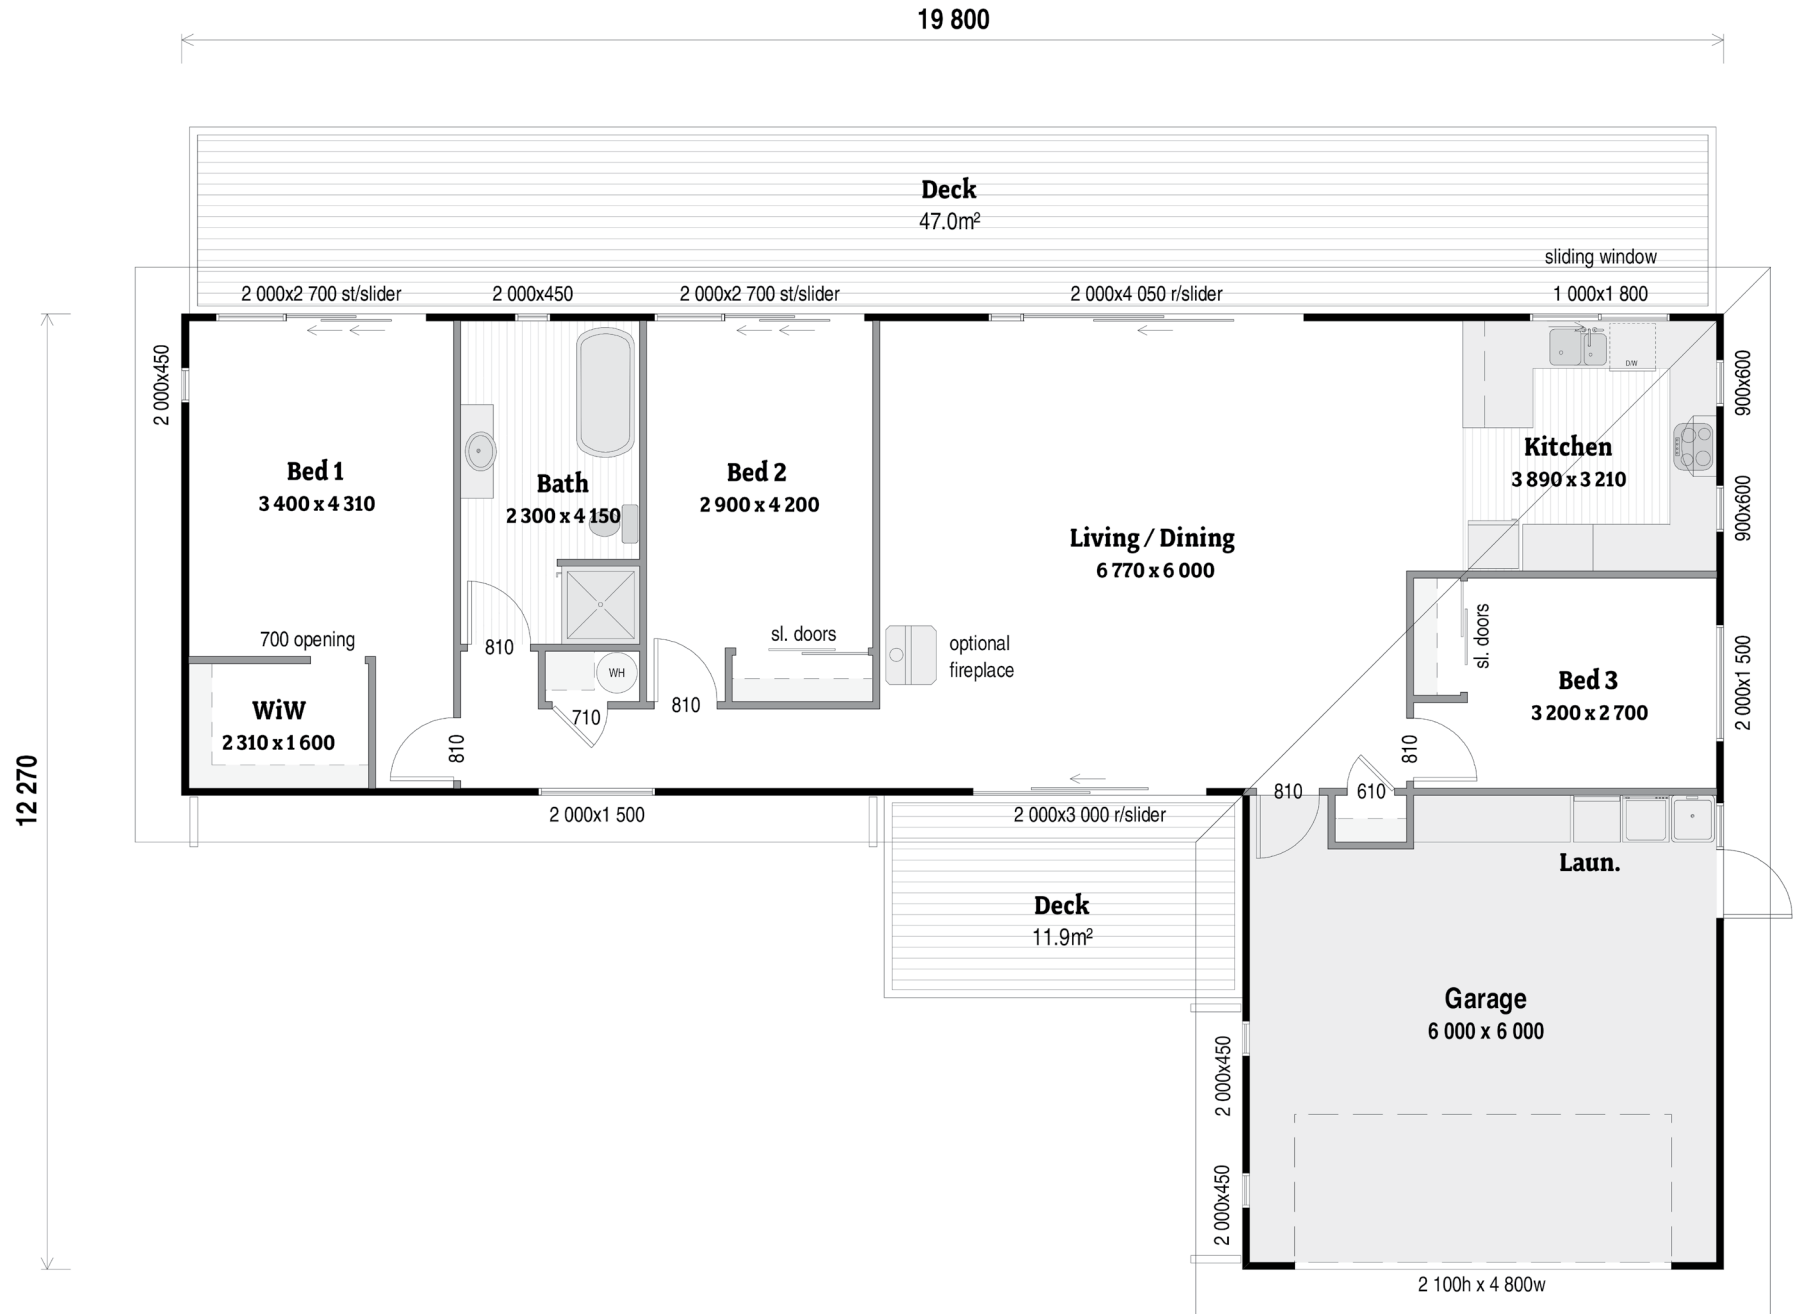 19 800
Deck
47.0m²
sliding window
2 000x2 700 st/slider
2 000x450
2 000x2 700 st/slider
2 000x4 050 r/slider
1 000x1 800
2 000x450
900x600
D/W
Kitchen
3 890 x 3 210
Bed 1
3 400 x 4 310
Bath
2 300 x 4 150
Bed 2
2 900 x 4 200
900x600
Living / Dining
6 770 x 6 000
700 opening
810
sl. doors
optional
fireplace
sl. doors
WH
2 000x1 500
Bed 3
3 200 x 2 700
WiW
2 310 x 1 600
810
710
810
810
12 270
810
610
2 000x1 500
2 000x3 000 r/slider
Laun.
Deck
11.9m²
Garage
6 000 x 6 000
2 000x450
2 000x450
2 100h x 4 800w